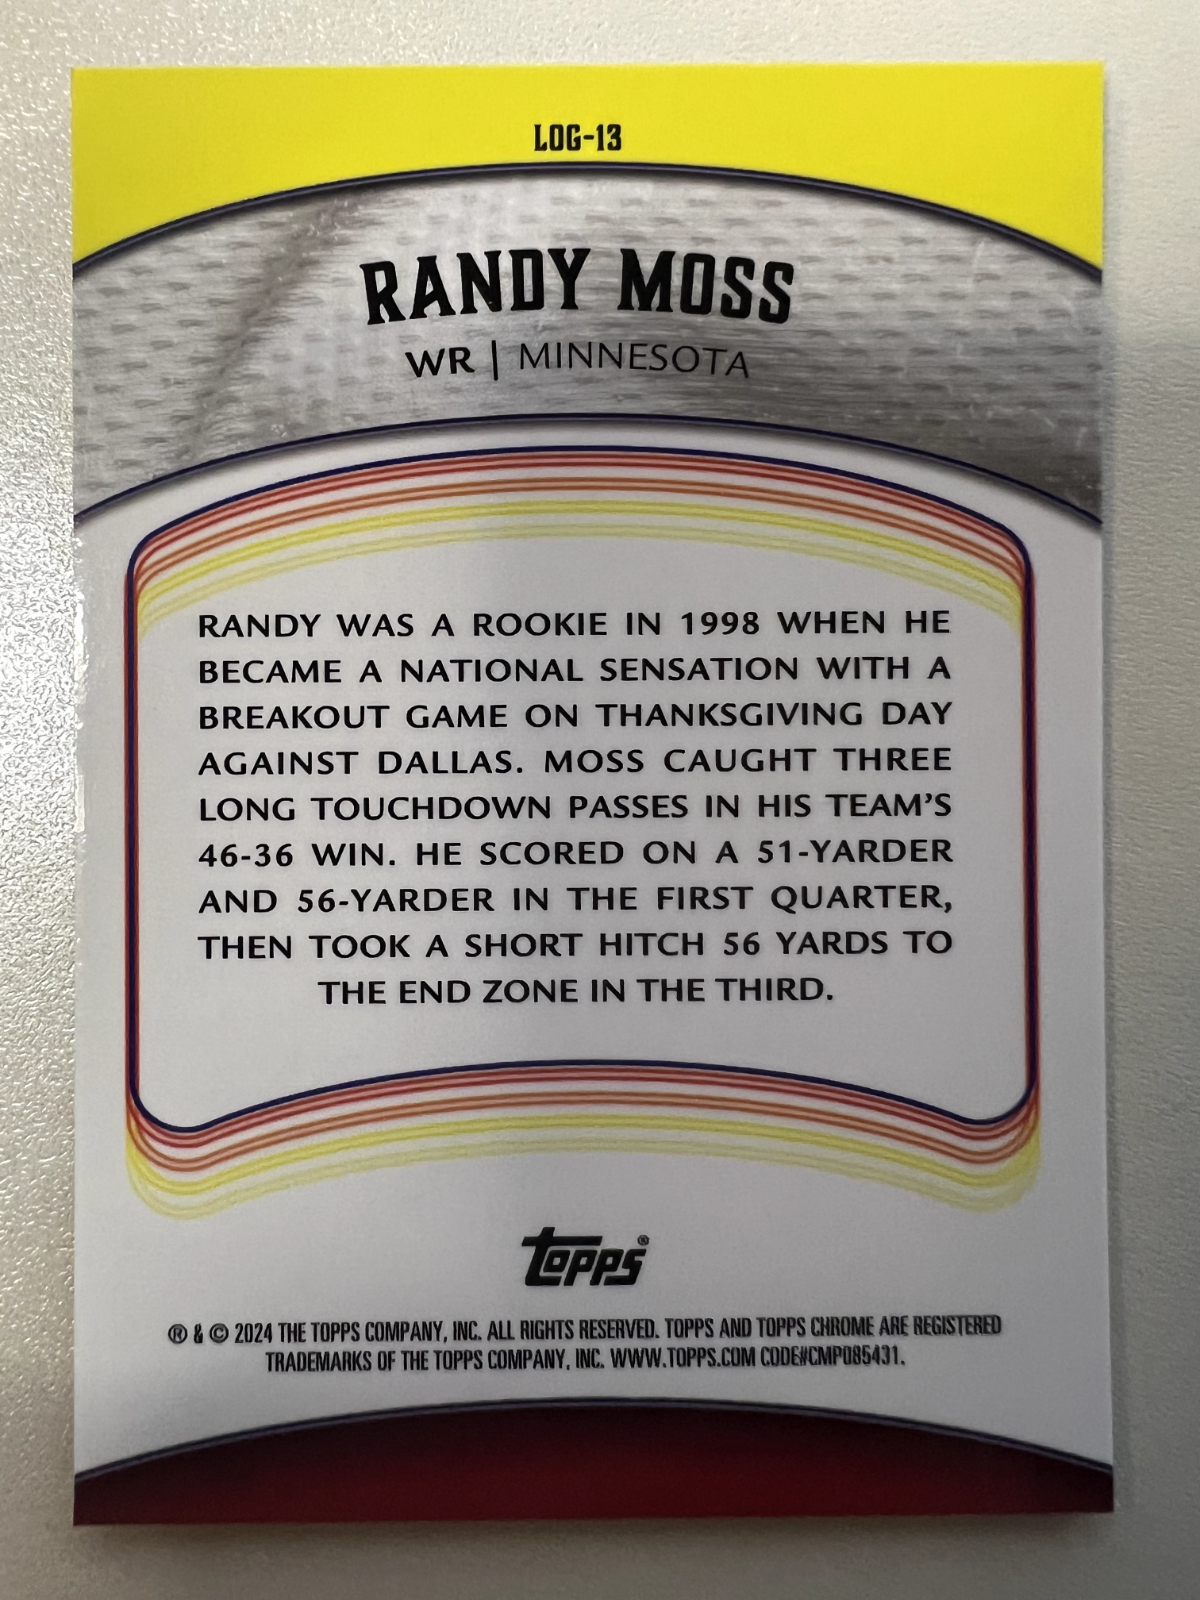 LOG-13
RANDY MOSS
WR | MINNESOTA
RANDY WAS A ROOKIE IN 1998 WHEN HE
BECAME A NATIONAL SENSATION WITH A
BREAKOUT GAME ON THANKSGIVING DAY
AGAINST DALLAS. MOSS CAUGHT THREE
LONG TOUCHDOWN PASSES IN HIS TEAM'S
46-36 WIN. HE SCORED ON A 51-YARDER
AND 56-YARDER IN THE FIRST QUARTER,
THEN TOOK A SHORT HITCH 56 YARDS TO
THE END ZONE IN THE THIRD.
topps®
® & © 2024 THE TOPPS COMPANY, INC. ALL RIGHTS RESERVED. TOPPS AND TOPPS CHROME ARE REGISTERED
TRADEMARKS OF THE TOPPS COMPANY, INC. WWW.TOPPS.COM CODE#CMP085431.